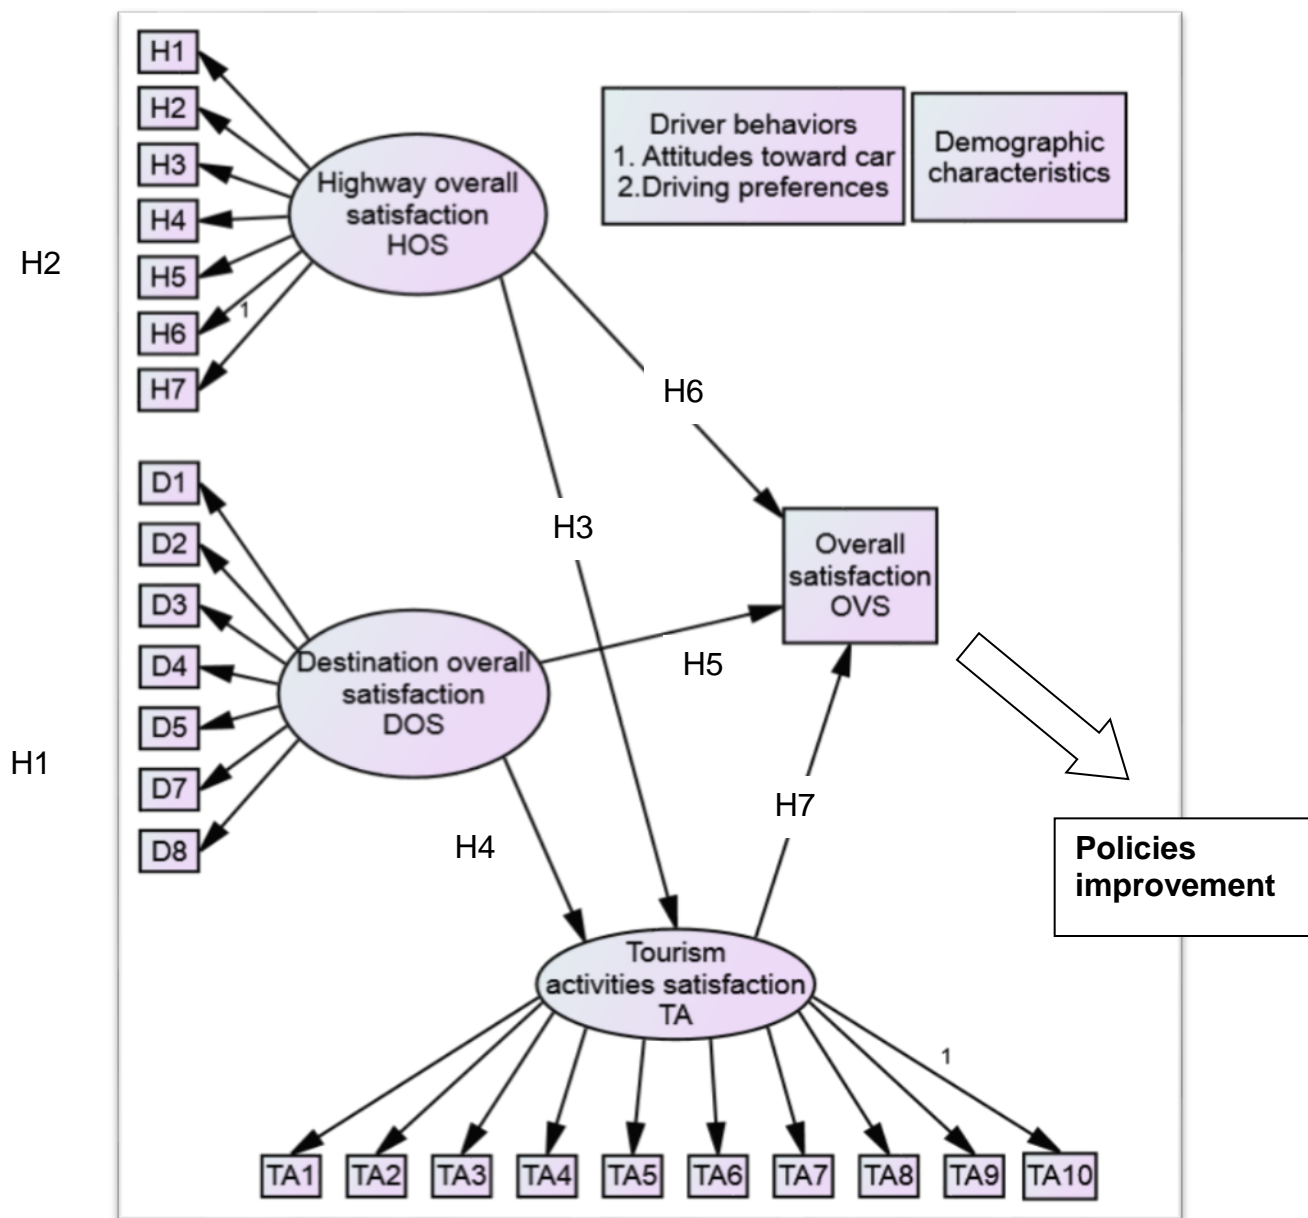 H1
H2
H3
H4
H5
H6
H7
1
H2
Highway overall
satisfaction
HOS
Driver behaviors
1. Attitudes toward car
2.Driving preferences
Demographic
characteristics
H6
H3
D1
D2
D3
D4
D5
D7
D8
H1
Destination overall
satisfaction
DOS
Overall
satisfaction
OVS
H5
H4
H7
Policies
improvement
Tourism
activities satisfaction
TA
1
TA1
TA2
TA3
TA4
TA5
TA6
TA7
TA8
TA9
TA10